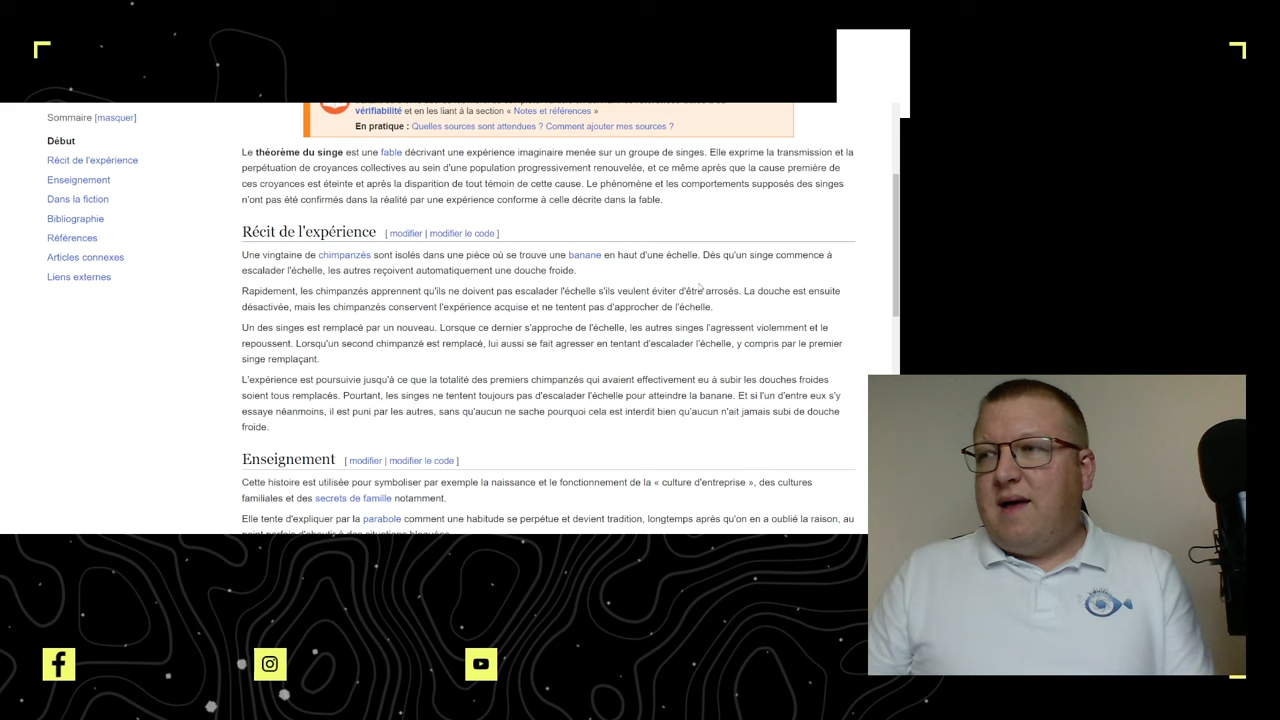 vérifiabilité et en les liant à la section « Notes et références »
En pratique : Quelles sources sont attendues ? Comment ajouter mes sources ?
Sommaire [masquer]
Début
Récit de l'expérience
Enseignement
Dans la fiction
Bibliographie
Références
Articles connexes
Liens externes
Le théorème du singe est une fable décrivant une expérience imaginaire menée sur un groupe de singes. Elle exprime la transmission et la
perpétuation de croyances collectives au sein d'une population progressivement renouvelée, et ce même après que la cause première de
ces croyances est éteinte et après la disparition de tout témoin de cette cause. Le phénomène et les comportements supposés des singes
n'ont pas été confirmés dans la réalité par une expérience conforme à celle décrite dans la fable.
Récit de l'expérience [ modifier | modifier le code ]
Une vingtaine de chimpanzés sont isolés dans une pièce où se trouve une banane en haut d'une échelle. Dès qu'un singe commence à
escalader l'échelle, les autres reçoivent automatiquement une douche froide.
Rapidement, les chimpanzés apprennent qu'ils ne doivent pas escalader l'échelle s'ils veulent éviter d'être arrosés. La douche est ensuite
désactivée, mais les chimpanzés conservent l'expérience acquise et ne tentent pas d'approcher de l'échelle.
Un des singes est remplacé par un nouveau. Lorsque ce dernier s'approche de l'échelle, les autres singes l'agressent violemment et le
repoussent. Lorsqu'un second chimpanzé est remplacé, lui aussi se fait agresser en tentant d'escalader l'échelle, y compris par le premier
singe remplaçant.
L'expérience est poursuivie jusqu'à ce que la totalité des premiers chimpanzés qui avaient effectivement eu à subir les douches froides
soient tous remplacés. Pourtant, les singes ne tentent toujours pas d'escalader l'échelle pour atteindre la banane. Et si l'un d'entre eux s'y
essaye néanmoins, il est puni par les autres, sans qu'aucun ne sache pourquoi cela est interdit bien qu'aucun n'ait jamais subi de douche
froide.
Enseignement [ modifier | modifier le code ]
Cette histoire est utilisée pour symboliser par exemple la naissance et le fonctionnement de la « culture d'entreprise », des cultures
familiales et des secrets de famille notamment.
Elle tente d'expliquer par la parabole comment une habitude se perpétue et devient tradition, longtemps après qu'on en a oublié la raison, au